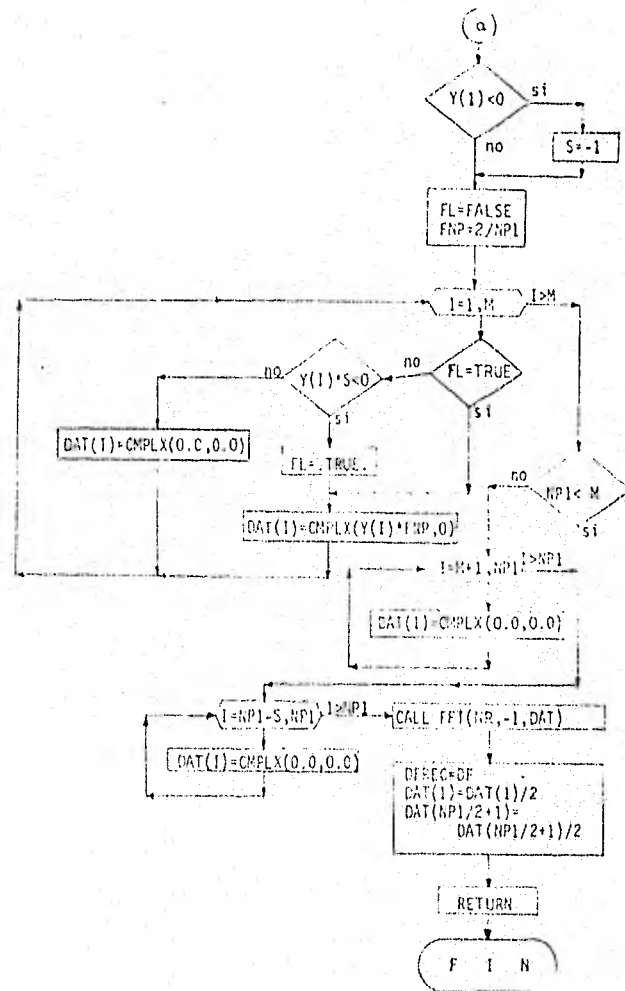 a
Y(1)<0
si
no
S=-1
FL=FALSE
FNP=2/NP1
I=1,M
I>M
FL=TRUE
no
si
Y(I)*S<0
no
si
DAT(I)=CMPLX(0.0,0.0)
FL=.TRUE.
DAT(I)=CMPLX(Y(I)*FNP,0)
NP1< M
no
si
I=M+1,NP1
I>NP1
DAT(I)=CMPLX(0.0,0.0)
I=NP1-S,NP1
I>NP1
CALL FFT(NR,-1,DAT)
DAT(I)=CMPLX(0.0,0.0)
DFREC=DF
DAT(1)=DAT(1)/2
DAT(NP1/2+1)=
DAT(NP1/2+1)/2
RETURN
F I N